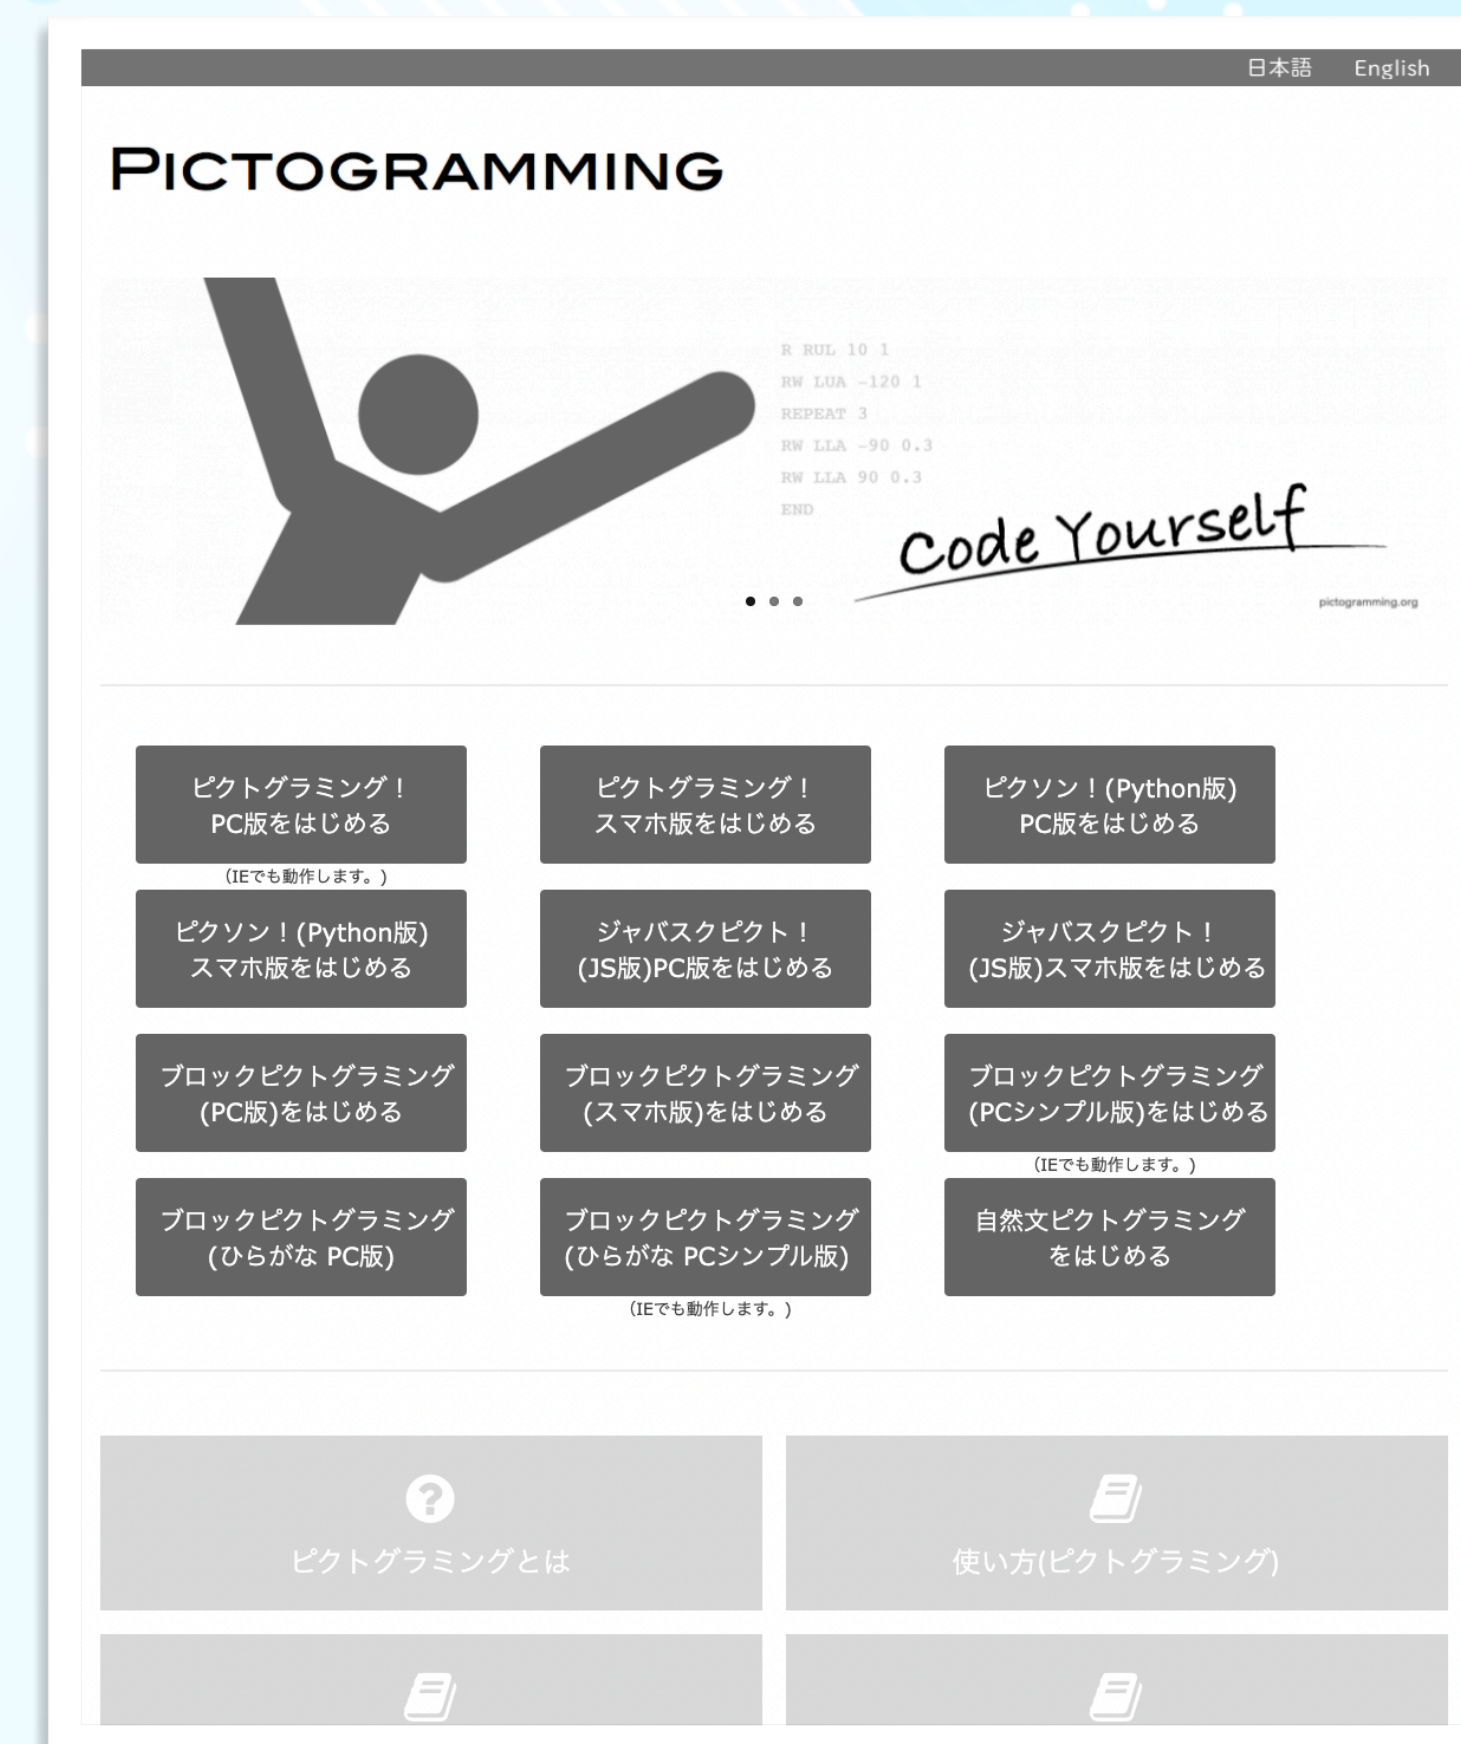 日本語 English
PICTOGRAMMING
R RUL 10 1
RW LUA -120 1
REPEAT 3
RW LLA -90 0.3
RW LLA 90 0.3
END
Code Yourself
pictogramming.org
ピクトグラミング！
PC版をはじめる
（IEでも動作します。)
ピクトグラミング！
スマホ版をはじめる
ピクソン！(Python版)
PC版をはじめる
ピクソン！(Python版)
スマホ版をはじめる
ジャバスクピクト！
(JS版)PC版をはじめる
ジャバスクピクト！
(JS版)スマホ版をはじめる
ブロックピクトグラミング
(PC版)をはじめる
ブロックピクトグラミング
(スマホ版)をはじめる
ブロックピクトグラミング
(PCシンプル版)をはじめる
（IEでも動作します。)
ブロックピクトグラミング
(ひらがな PC版)
ブロックピクトグラミング
(ひらがな PCシンプル版)
（IEでも動作します。)
自然文ピクトグラミング
をはじめる
ピクトグラミングとは
使い方(ピクトグラミング)